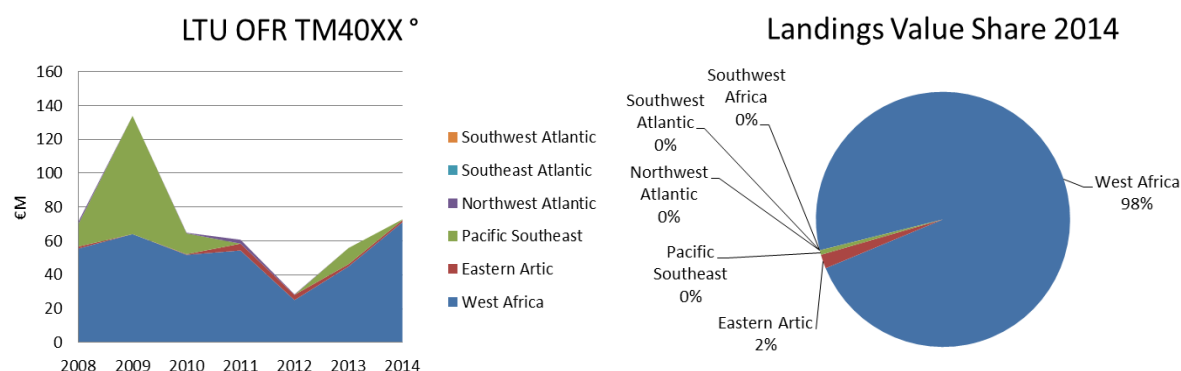 LTU OFR TM40XX °
160
140
120
100
80
60
40
20
0
€M
2008 2009 2010 2011 2012 2013 2014
Southwest Atlantic
Southeast Atlantic
Northwest Atlantic
Pacific Southeast
Eastern Artic
West Africa
Landings Value Share 2014
Southwest
Africa
0%
Southwest
Atlantic
0%
Northwest
Atlantic
0%
Pacific
Southeast
0%
Eastern Artic
2%
West Africa
98%